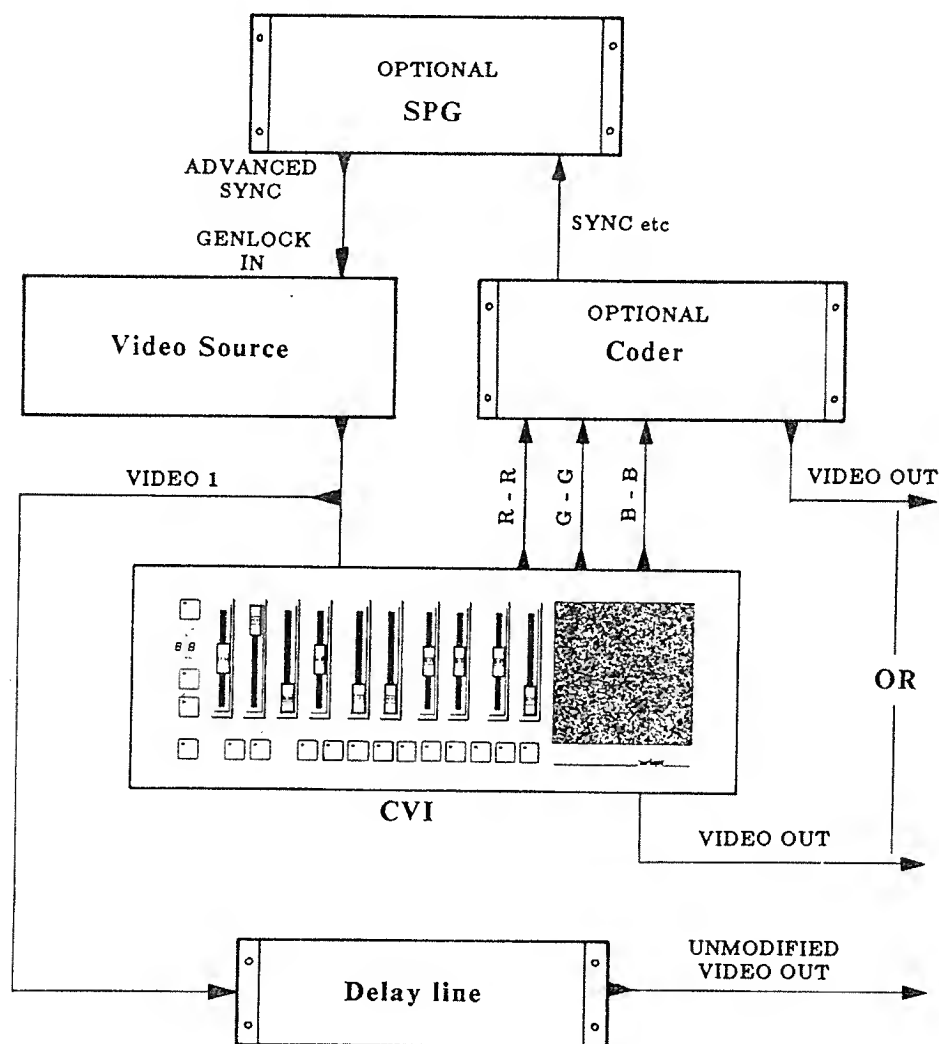 OPTIONAL
SPG
ADVANCED
SYNC
SYNC etc
GENLOCK
IN
Video Source
OPTIONAL
Coder
VIDEO 1
R - R
G - G
B - B
VIDEO OUT
88
OR
CVI
VIDEO OUT
Delay line
UNMODIFIED
VIDEO OUT